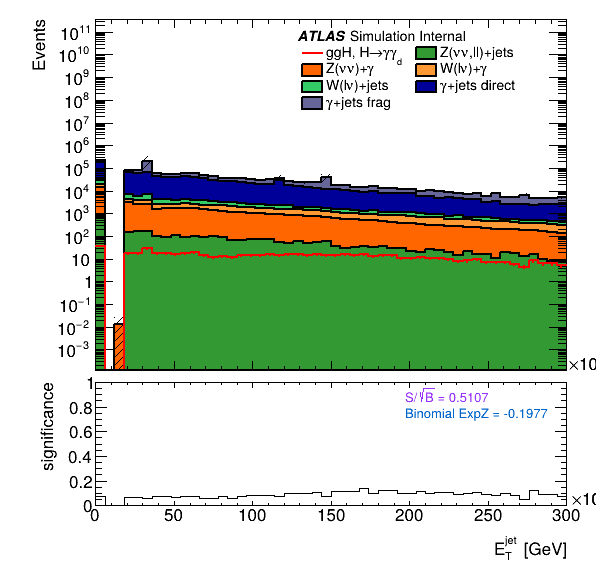 Events
10¹¹
10¹⁰
10⁹
10⁸
10⁷
10⁶
10⁵
10⁴
10³
10²
10
1
10⁻¹
10⁻²
10⁻³
ATLAS Simulation Internal
ggH, H→γγ_d
Z(νν,ll)+jets
Z(νν)+γ
W(lν)+γ
W(lν)+jets
γ+jets direct
γ+jets frag
×10
significance
1
0.8
0.6
0.4
0.2
0
S/√B = 0.5107
Binomial ExpZ = -0.1977
×10
0 50 100 150 200 250 300
E_T^jet [GeV]